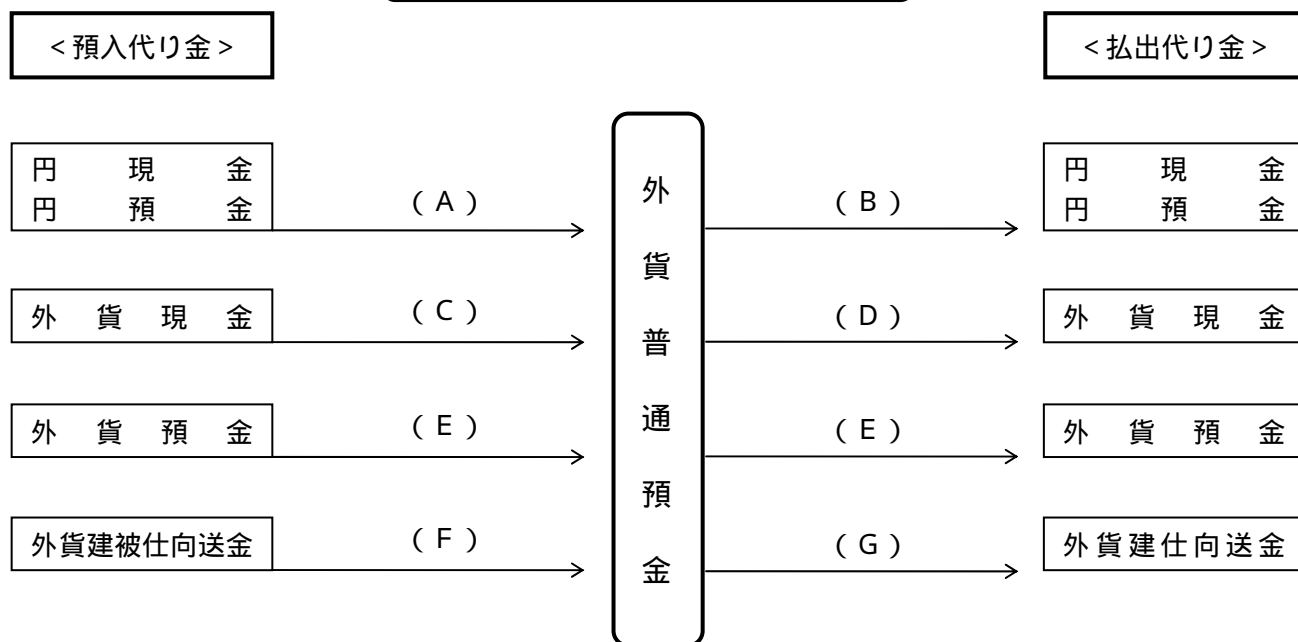 <預入代り金>
<払出代り金>
円現金
円預金
(A)
外貨普通預金
(B)
円現金
円預金
外貨現金
(C)
(D)
外貨現金
外貨預金
(E)
(E)
外貨預金
外貨建被仕向送金
(F)
(G)
外貨建仕向送金